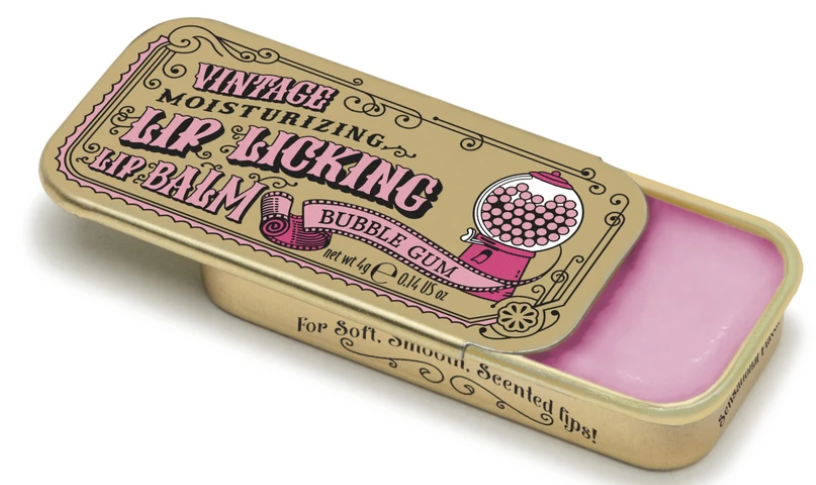 VINTAGE
MOISTURIZING
LIP LICKING
LIP BALM
BUBBLE GUM
net wt 4g ℮ 0.14 US oz
For Soft, Smooth, Scented lips!
Sensational